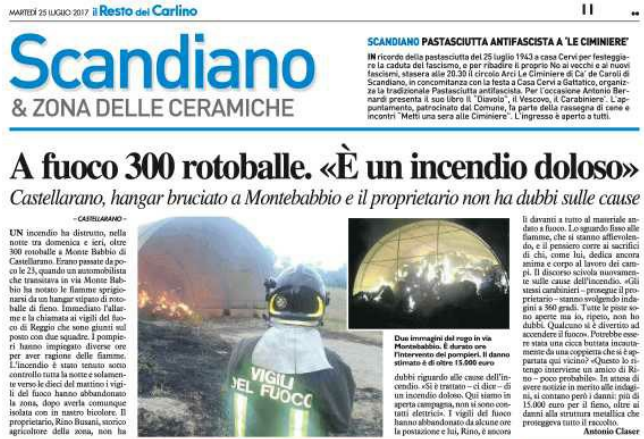 MARTEDÌ 25 LUGLIO 2017 il Resto del Carlino
Scandiano
& ZONA DELLE CERAMICHE
SCANDIANO PASTASCIUTTA ANTIFASCISTA A 'LE CIMINIERE'
IN ricordo della pastasciutta del 25 luglio 1943 a casa Cervi per festeggia-
re la caduta del fascismo, e per ribadire il proprio No ai vecchi e ai nuovi
fascismi, stasera alle 20.30 il circolo Arci Le Ciminiere di Ca' de Caroli di
Scandiano, in concomitanza con la festa a Casa Cervi a Gattatico, organiz-
za la tradizionale Pastasciutta antifascista. Per l'occasione Antonio Ber-
nardi presenta il suo libro Il "Diavolo", il Vescovo, il Carabiniere'. L'ap-
puntamento, patrocinato dal Comune, fa parte della rassegna di cene e
incontri "Metti una sera alle Ciminiere". L'ingresso è aperto a tutti.
A fuoco 300 rotoballe. «È un incendio doloso»
Castellarano, hangar bruciato a Montebabbio e il proprietario non ha dubbi sulle cause
– CASTELLARANO –
UN incendio ha distrutto, nella
notte tra domenica e ieri, oltre
300 rotoballe a Monte Babbio di
Castellarano. Erano passate da po-
co le 23, quando un automobilista
che transitava in via Monte Bab-
bio ha notato le fiamme sprigio-
narsi da un hangar stipato di roto-
balle di fieno. Immediato l'allar-
me e la chiamata ai vigili del fuo-
co di Reggio che sono giunti sul
posto con due squadre. I pompie-
ri hanno impiegato diverse ore
per aver ragione delle fiamme.
L'incendio è stato tenuto sotto
controllo tutta la notte e solamen-
te verso le dieci del mattino i vigi-
li del fuoco hanno abbandonato
la zona, dopo averla comunque
isolata con in nastro bicolore. Il
proprietario, Rino Busani, storico
agricoltore della zona, non ha
VIGILI
DEL FUOCO
Due immagini del rogo in via
Montebabbio. È durato ore
l'intervento dei pompieri. Il danno
stimato è di oltre 15.000 euro
dubbi riguardo alle cause dell'in-
cendio. «Si è trattato – ci dice – di
un incendio doloso. Qui siamo in
aperta campagna, non si sono con-
tatti elettrici». I vigili del fuoco
hanno abbandonato da alcune ore
la postazione e lui, Rino, è ancora
lì davanti a tutto al materiale an-
dato a fuoco. Lo sguardo fisso alle
fiamme, che si stanno affievolen-
do, e il pensiero corre ai sacrifici
di chi, come lui, dedica ancora
anima e corpo al lavoro dei cam-
pi. Il discorso scivola nuovamen-
te sulle cause dell'incendio. «Gli
stessi carabinieri – prosegue il pro-
prietario – stanno svolgendo inda-
gini a 360 gradi. Tutte le piste so-
no aperte ma io, ripeto, non ho
dubbi. Qualcuno si è divertito ad
accendere il fuoco». Potrebbe esse-
re stata una cicca buttata incauta-
mente da una coppietta che si è ap-
partata qui vicino? «Questo lo ri-
tengo interviene un amico di Ri-
no – poco probabile». In attesa di
avere notizie in merito alle indagi-
ni, si contano però i danni: più di
15.000 euro per il fieno, oltre ai
danni alla struttura metallica che
proteggeva tutto il raccolto.
Antonio Claser